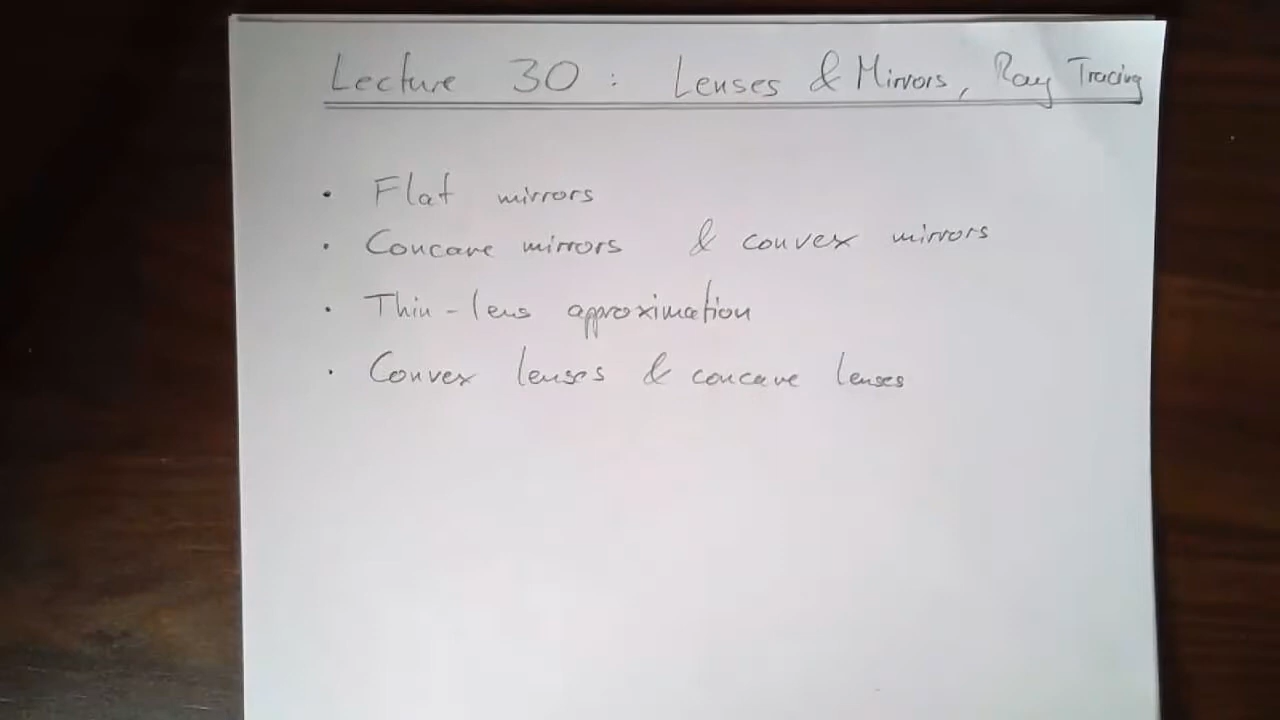 Lecture 30 : Lenses & Mirrors, Ray Tracing
• Flat mirrors
• Concave mirrors & convex mirrors
• Thin-lens approximation
• Convex lenses & concave lenses